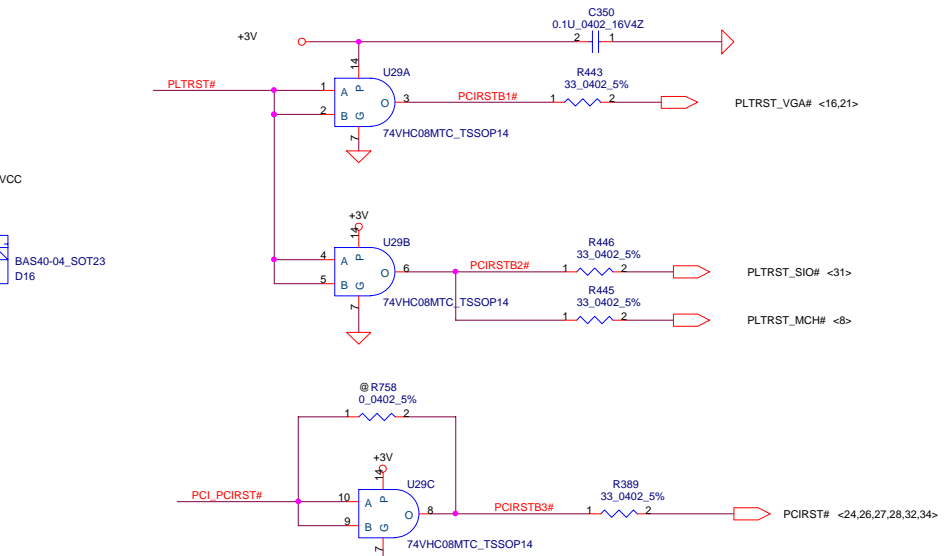 C350
0.1U_0402_16V4Z
+3V
2 1
14
U29A
R443
33_0402_5%
PLTRST#
1 A P
O 3
PCIRSTB1#
1 2
PLTRST_VGA# <16,21>
2 B G
7
74VHC08MTC_TSSOP14
VCC
+3V
14
U29B
R446
33_0402_5%
BAS40-04_SOT23
D16
4 A P
O 6
PCIRSTB2#
1 2
PLTRST_SIO# <31>
5 B G
7
74VHC08MTC_TSSOP14
R445
33_0402_5%
1 2
PLTRST_MCH# <8>
@ R758
0_0402_5%
1 2
+3V
14
U29C
R389
33_0402_5%
PCI_PCIRST#
10 A P
O 8
PCIRSTB3#
1 2
PCIRST# <24,26,27,28,32,34>
9 B G
7
74VHC08MTC_TSSOP14